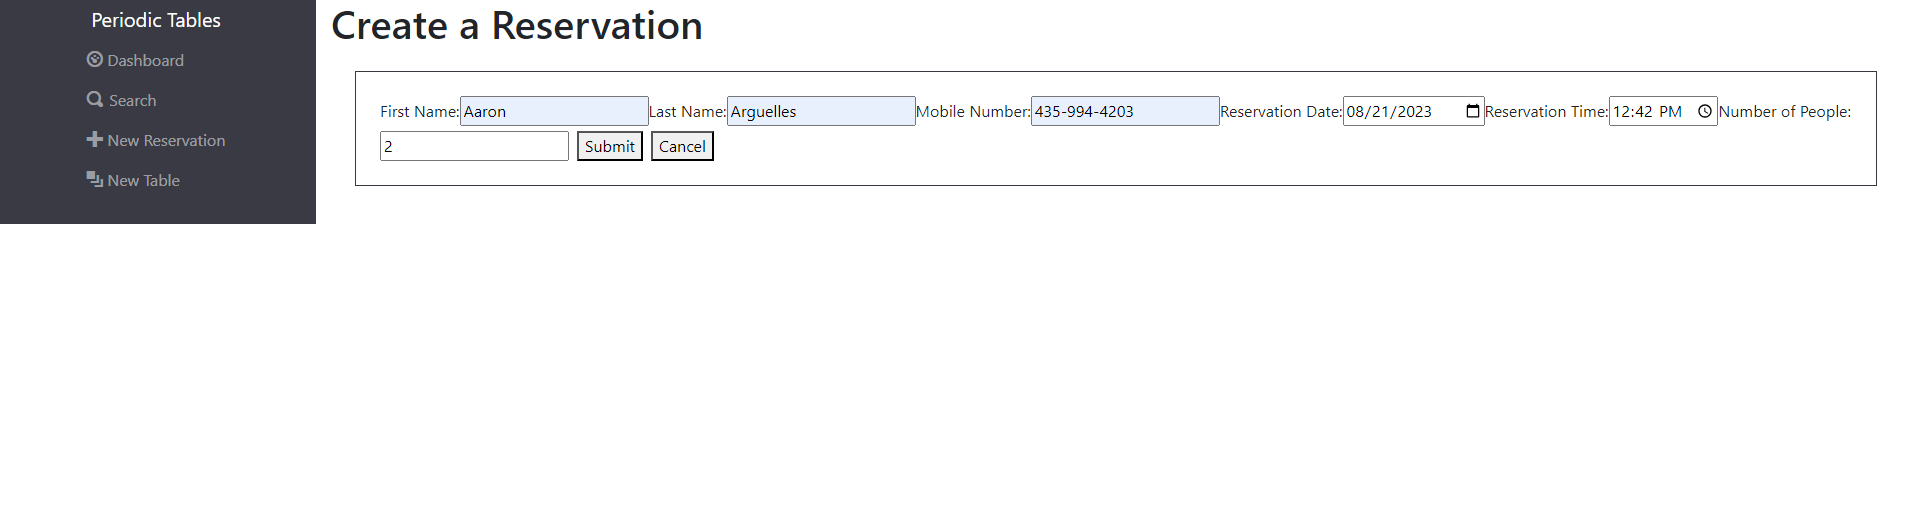 Periodic Tables
Dashboard
Search
New Reservation
New Table
Create a Reservation
First Name: Aaron Last Name: Arguelles Mobile Number: 435-994-4203 Reservation Date: 08/21/2023 Reservation Time: 12:42 PM Number of People:
2 Submit Cancel